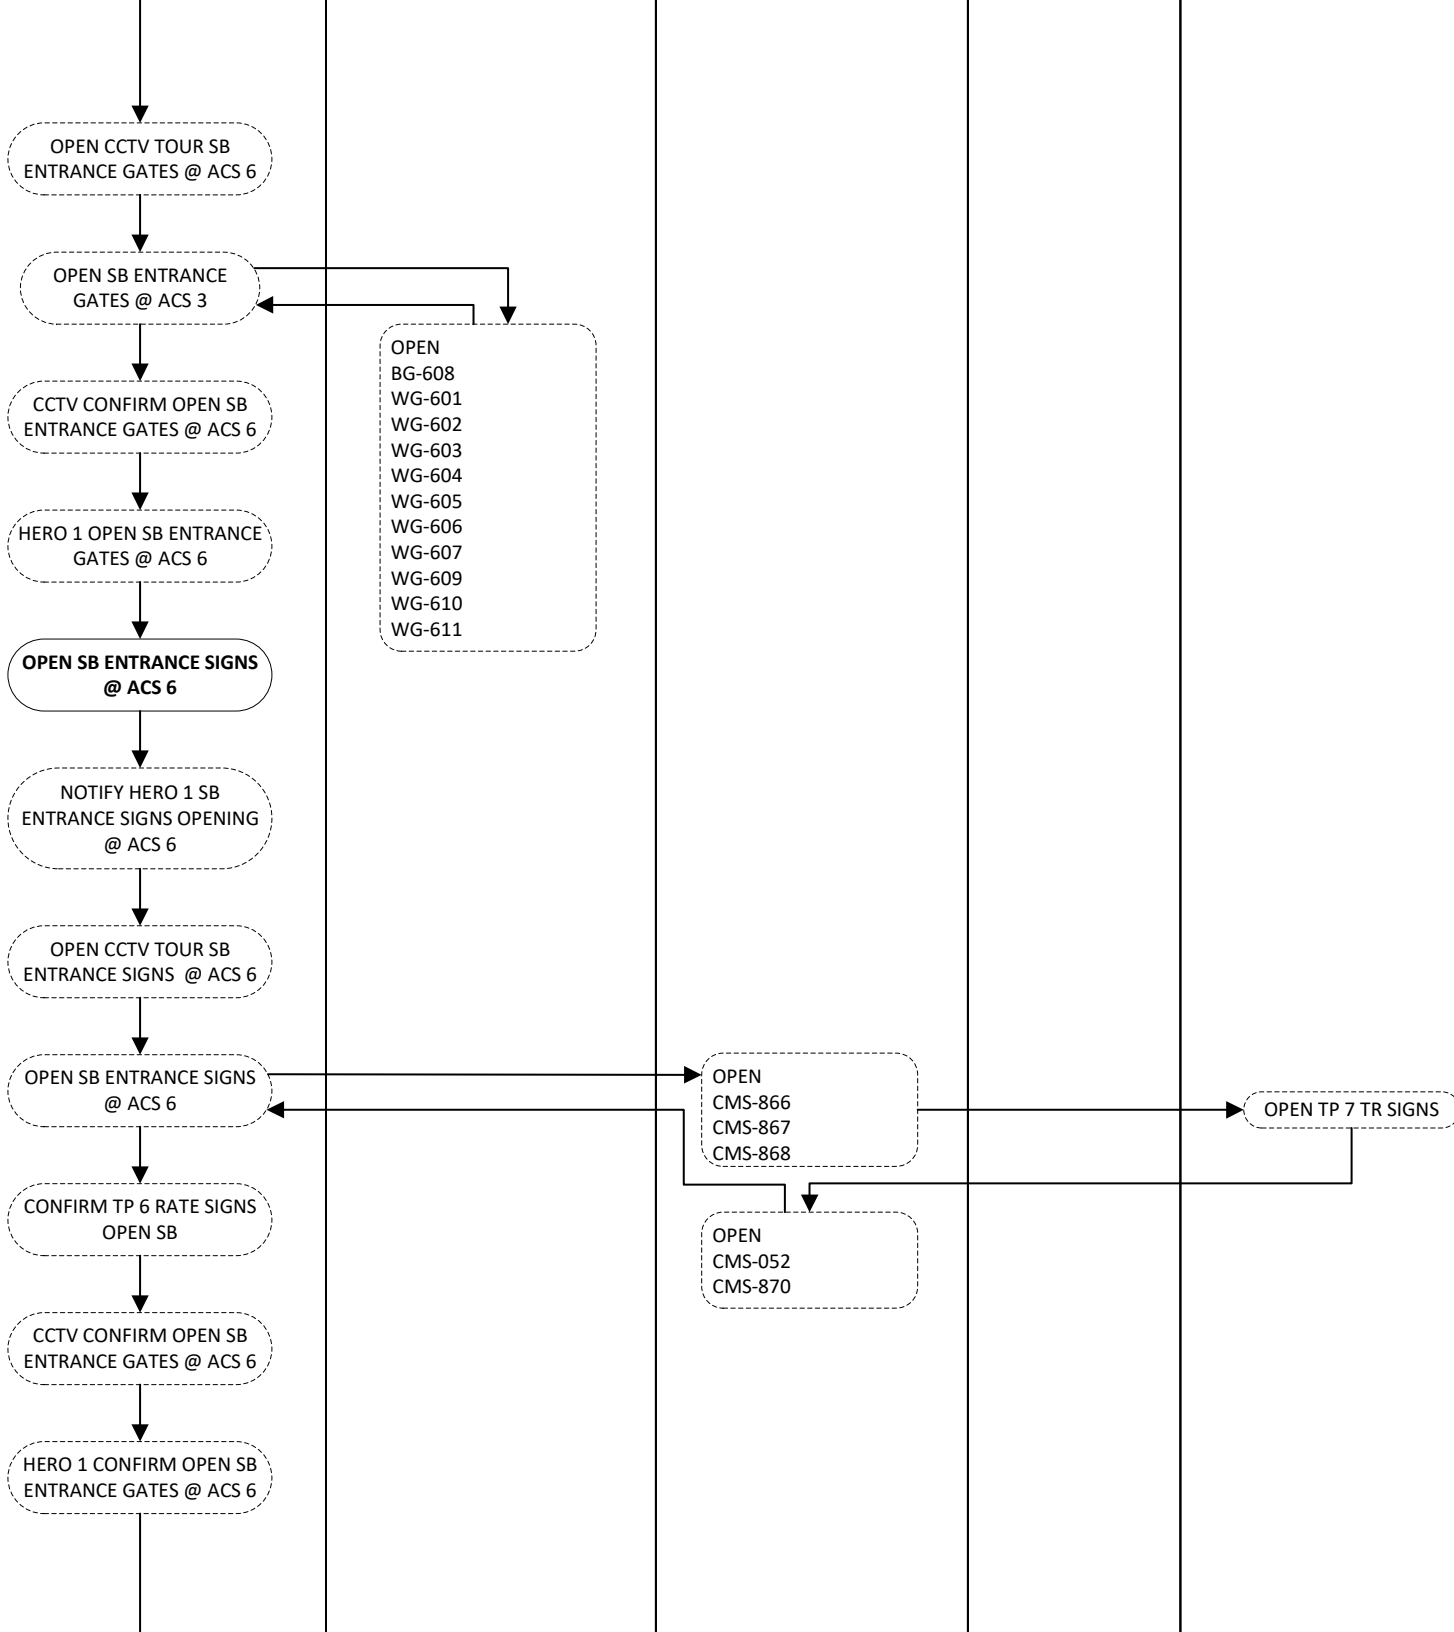 OPEN CCTV TOUR SB
ENTRANCE GATES @ ACS 6
OPEN SB ENTRANCE
GATES @ ACS 3
OPEN
BG-608
WG-601
WG-602
WG-603
WG-604
WG-605
WG-606
WG-607
WG-609
WG-610
WG-611
CCTV CONFIRM OPEN SB
ENTRANCE GATES @ ACS 6
HERO 1 OPEN SB ENTRANCE
GATES @ ACS 6
OPEN SB ENTRANCE SIGNS
@ ACS 6
NOTIFY HERO 1 SB
ENTRANCE SIGNS OPENING
@ ACS 6
OPEN CCTV TOUR SB
ENTRANCE SIGNS @ ACS 6
OPEN SB ENTRANCE SIGNS
@ ACS 6
OPEN
CMS-866
CMS-867
CMS-868
OPEN TP 7 TR SIGNS
OPEN
CMS-052
CMS-870
CONFIRM TP 6 RATE SIGNS
OPEN SB
CCTV CONFIRM OPEN SB
ENTRANCE GATES @ ACS 6
HERO 1 CONFIRM OPEN SB
ENTRANCE GATES @ ACS 6